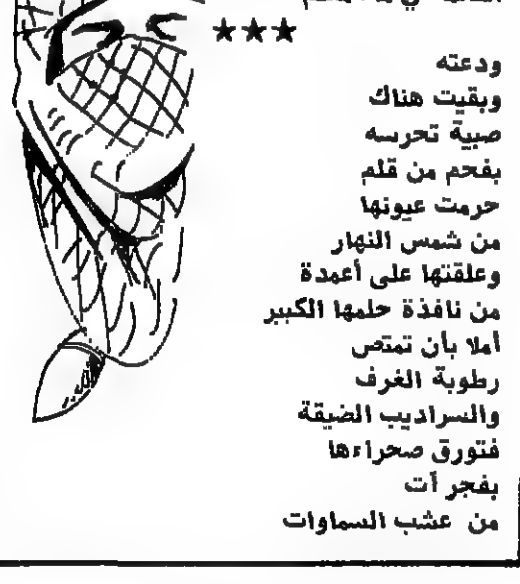 ★★★
ودعته
وبقيت هناك
صبية تحرسه
بفحم من قلم
حرمت عيونها
من شمس النهار
وعلقتها على أعمدة
من نافذة حلمها الكبير
أملا بأن تمتص
رطوبة الغرف
والسراديب الضيقة
فتورق صحراءها
بفجر أت
من عشب السماوات